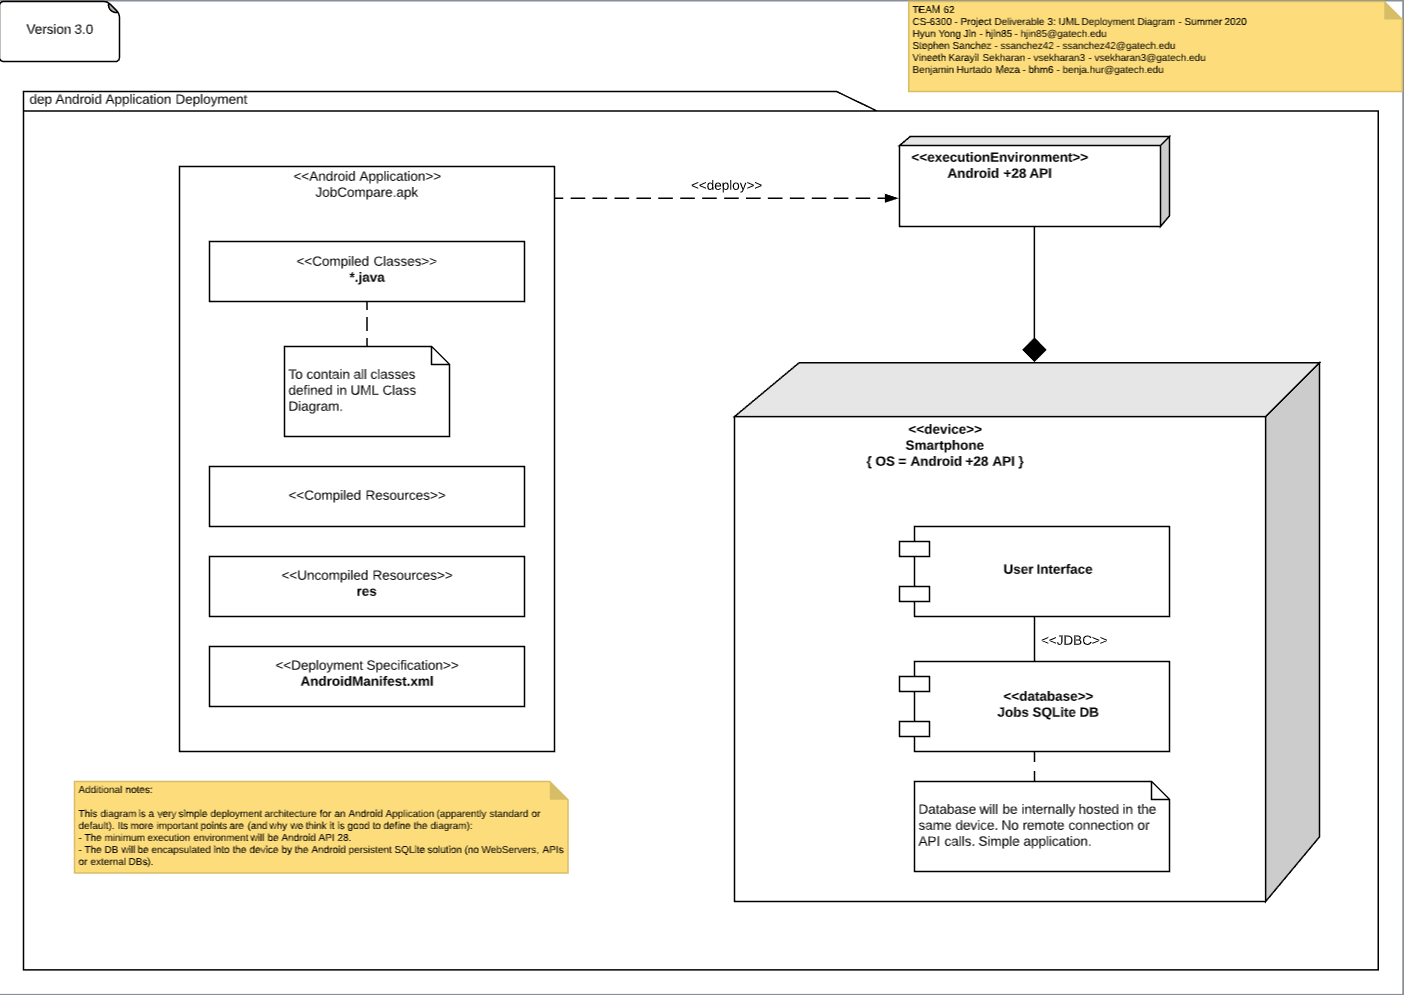 Version 3.0
TEAM 62
CS-6300 - Project Deliverable 3: UML Deployment Diagram - Summer 2020
Hyun Yong Jin - hjin85 - hjin85@gatech.edu
Stephen Sanchez - ssanchez42 - ssanchez42@gatech.edu
Vineeth Karayil Sekharan - vsekharan3 - vsekharan3@gatech.edu
Benjamin Hurtado Meza - bhm6 - benja.hur@gatech.edu
dep Android Application Deployment
<<Android Application>>
JobCompare.apk
<<Compiled Classes>>
*.java
To contain all classes
defined in UML Class
Diagram.
<<Compiled Resources>>
<<Uncompiled Resources>>
res
<<Deployment Specification>>
AndroidManifest.xml
<<deploy>>
<<executionEnvironment>>
Android +28 API
<<device>>
Smartphone
{ OS = Android +28 API }
User Interface
<<JDBC>>
<<database>>
Jobs SQLite DB
Database will be internally hosted in the
same device. No remote connection or
API calls. Simple application.
Additional notes:
This diagram is a very simple deployment architecture for an Android Application (apparently standard or
default). Its more important points are (and why we think it is good to define the diagram):
- The minimum execution environment will be Android API 28.
- The DB will be encapsulated into the device by the Android persistent SQLite solution (no WebServers, APIs
or external DBs).